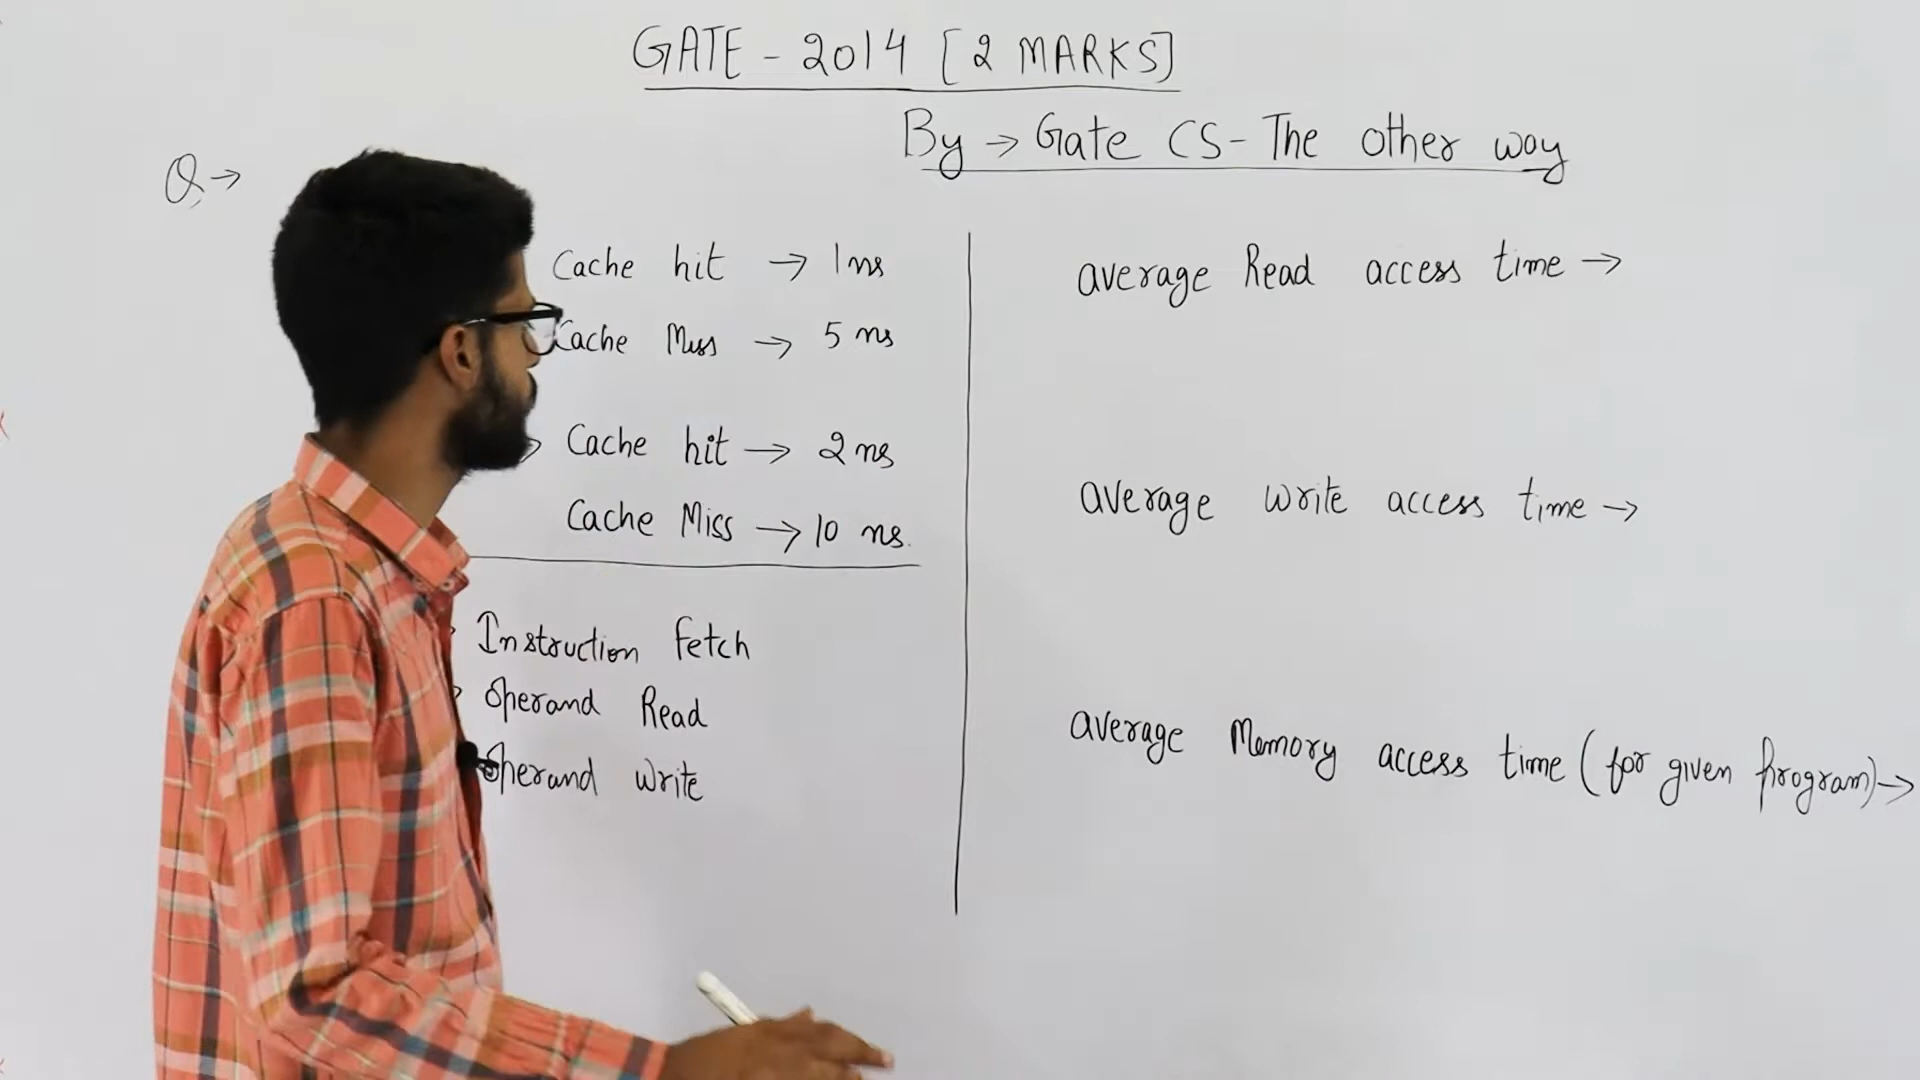 GATE - 2014 [2 MARKS]
By → Gate CS - The other way
Q →
Cache hit → 1 ns
Cache Miss → 5 ns
Cache hit → 2 ns
Cache Miss → 10 ns.
Instruction Fetch
Operand Read
Operand write
average Read access time →
average write access time →
average Memory access time (for given program) →